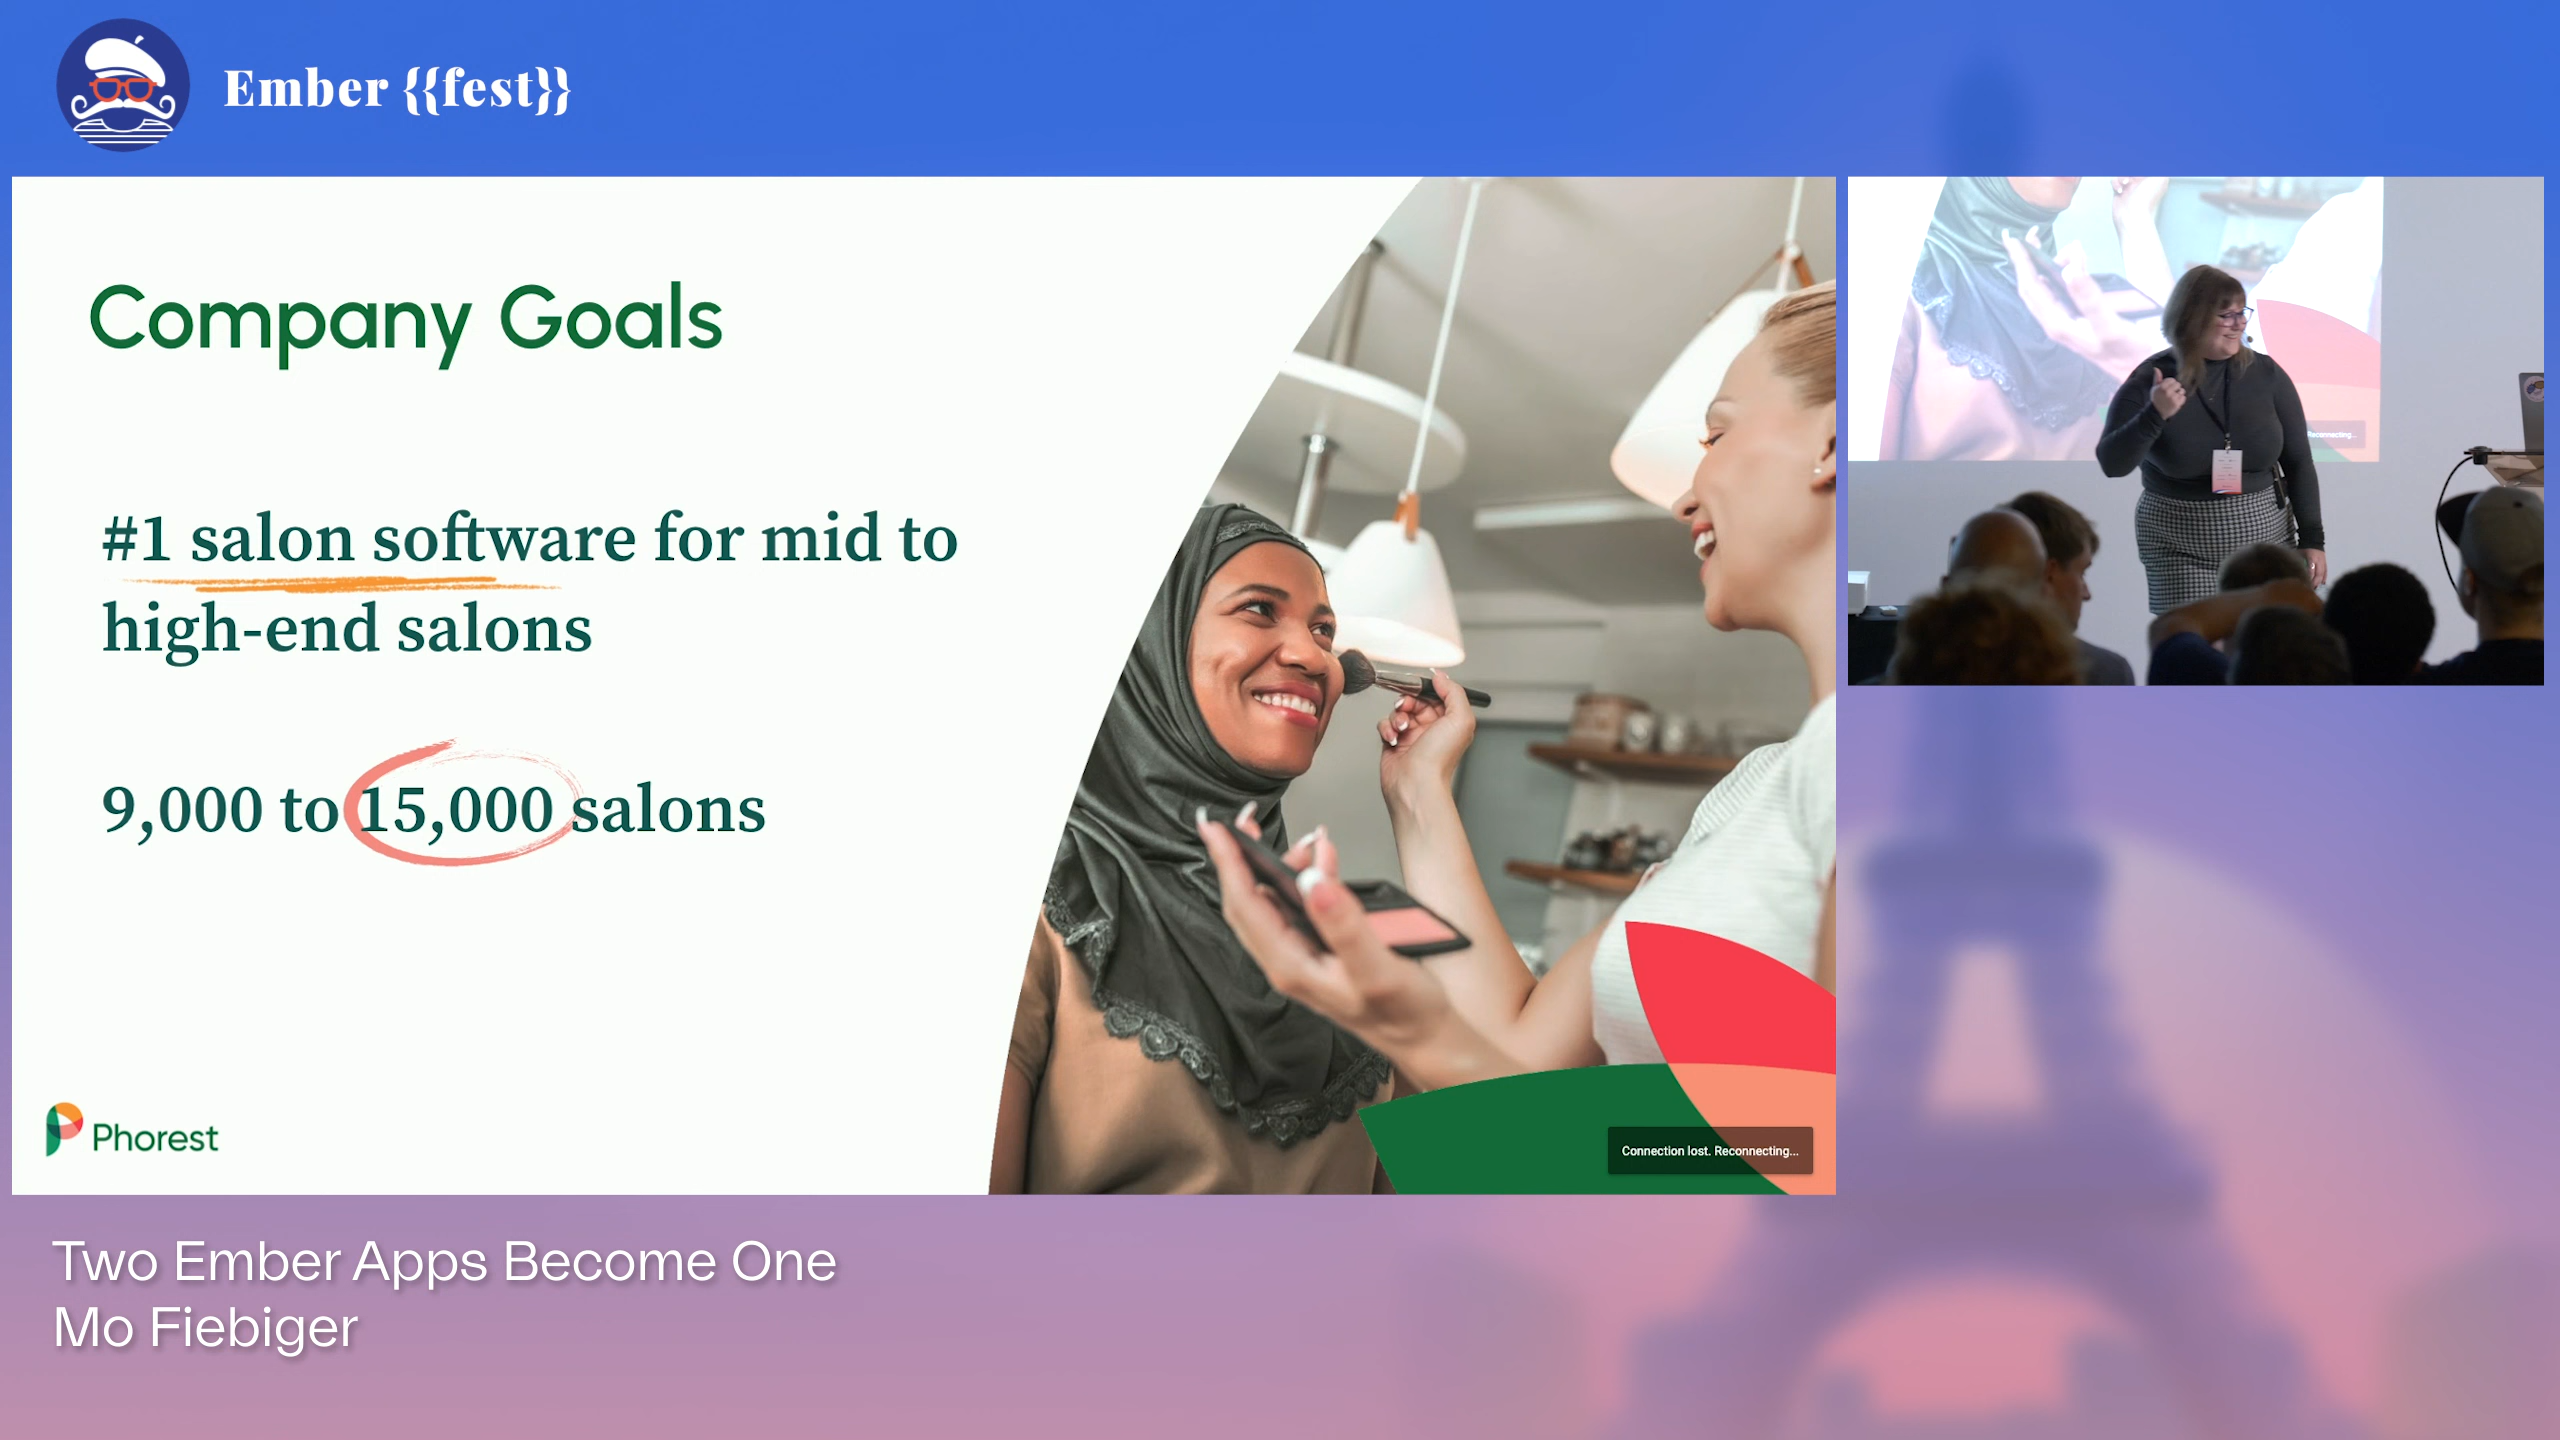 Ember {{fest}}
Company Goals
#1 salon software for mid to
high-end salons
9,000 to 15,000 salons
Phorest
Connection lost. Reconnecting...
Reconnecting...
Two Ember Apps Become One
Mo Fiebiger